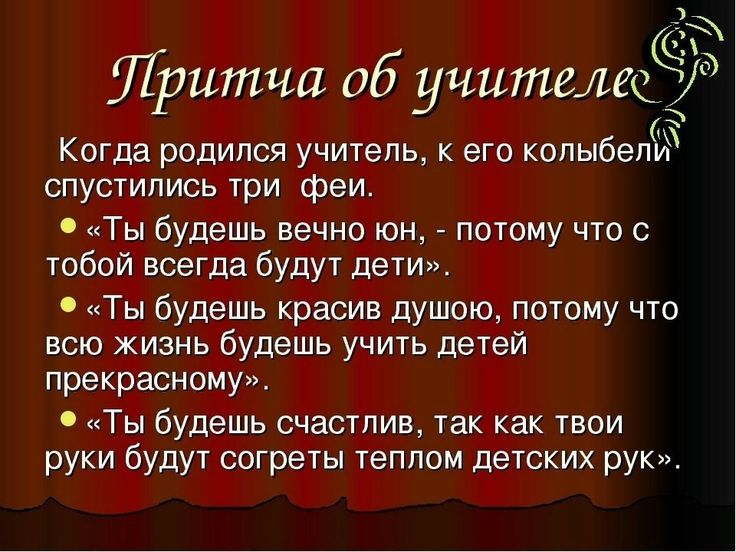 Притча об учителе
Когда родился учитель, к его колыбели
спустились три феи.
«Ты будешь вечно юн, - потому что с
тобой всегда будут дети».
«Ты будешь красив душою, потому что
всю жизнь будешь учить детей
прекрасному».
«Ты будешь счастлив, так как твои
руки будут согреты теплом детских рук».